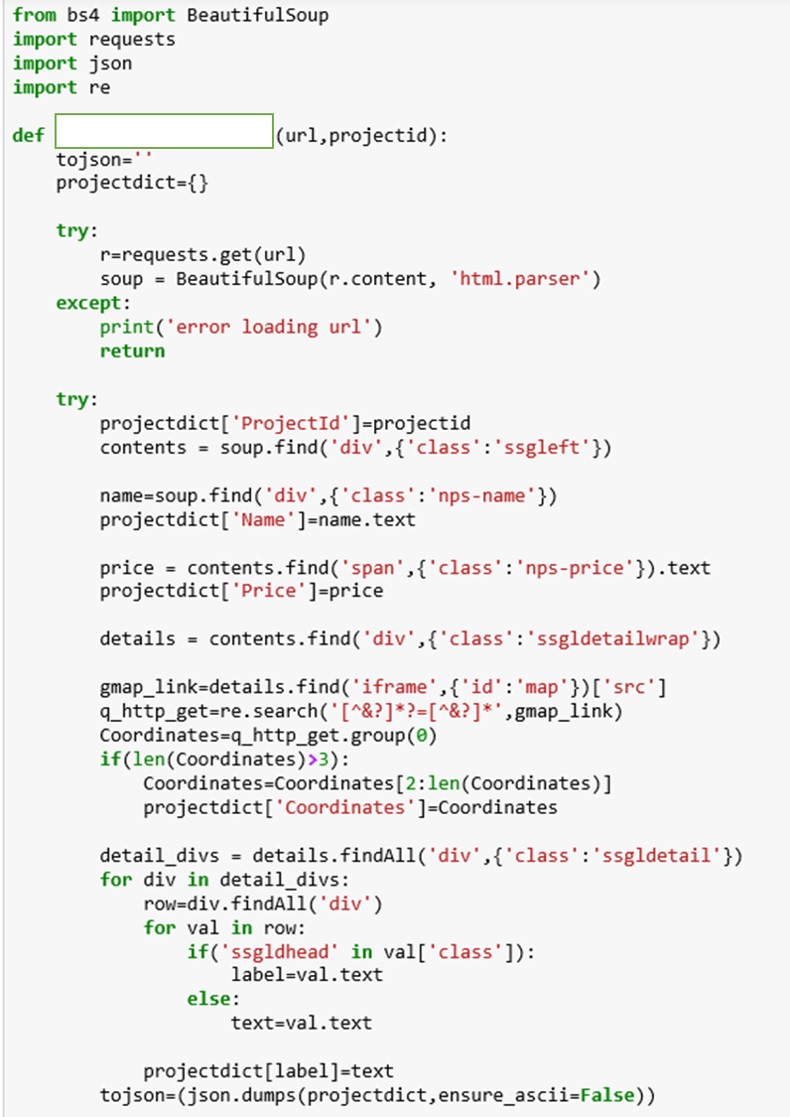 from bs4 import BeautifulSoup
import requests
import json
import re
def (url,projectid):
tojson=''
projectdict={}
try:
r=requests.get(url)
soup = BeautifulSoup(r.content, 'html.parser')
except:
print('error loading url')
return
try:
projectdict['ProjectId']=projectid
contents = soup.find('div',{'class':'ssgleft'})
name=soup.find('div',{'class':'nps-name'})
projectdict['Name']=name.text
price = contents.find('span',{'class':'nps-price'}).text
projectdict['Price']=price
details = contents.find('div',{'class':'ssgldetailwrap'})
gmap_link=details.find('iframe',{'id':'map'})['src']
q_http_get=re.search('[^&?]*?=[^&?]*',gmap_link)
Coordinates=q_http_get.group(0)
if(len(Coordinates)>3):
Coordinates=Coordinates[2:len(Coordinates)]
projectdict['Coordinates']=Coordinates
detail_divs = details.findAll('div',{'class':'ssgldetail'})
for div in detail_divs:
row=div.findAll('div')
for val in row:
if('ssgldhead' in val['class']):
label=val.text
else:
text=val.text
projectdict[label]=text
tojson=(json.dumps(projectdict,ensure_ascii=False))